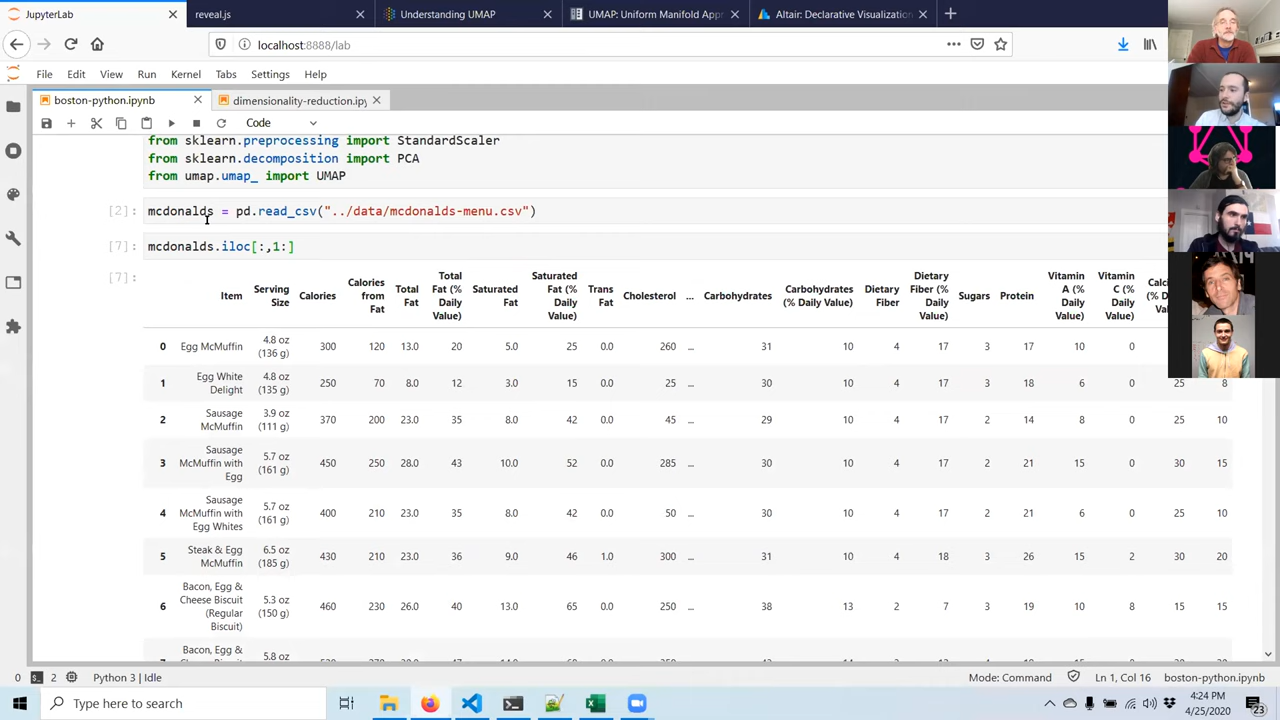 JupyterLab
reveal.js
Understanding UMAP
UMAP: Uniform Manifold Appr
Altair: Declarative Visualization
localhost:8888/lab
File Edit View Run Kernel Tabs Settings Help
boston-python.ipynb
dimensionality-reduction.ipy
Code
from sklearn.preprocessing import StandardScaler
from sklearn.decomposition import PCA
from umap.umap_ import UMAP
[2]: mcdonalds = pd.read_csv("../data/mcdonalds-menu.csv")
[7]: mcdonalds.iloc[:,1:]
[7]:
Item
Serving Size
Calories
Calories from Fat
Total Fat
Total Fat (% Daily Value)
Saturated Fat
Saturated Fat (% Daily Value)
Trans Fat
Cholesterol
...
Carbohydrates
Carbohydrates (% Daily Value)
Dietary Fiber
Dietary Fiber (% Daily Value)
Sugars
Protein
Vitamin A (% Daily Value)
Vitamin C (% Daily Value)
0 Egg McMuffin 4.8 oz (136 g) 300 120 13.0 20 5.0 25 0.0 260 ... 31 10 4 17 3 17 10 0
1 Egg White Delight 4.8 oz (135 g) 250 70 8.0 12 3.0 15 0.0 25 ... 30 10 4 17 3 18 6 0 25 8
2 Sausage McMuffin 3.9 oz (111 g) 370 200 23.0 35 8.0 42 0.0 45 ... 29 10 4 17 2 14 8 0 25 10
3 Sausage McMuffin with Egg 5.7 oz (161 g) 450 250 28.0 43 10.0 52 0.0 285 ... 30 10 4 17 2 21 15 0 30 15
4 Sausage McMuffin with Egg Whites 5.7 oz (161 g) 400 210 23.0 35 8.0 42 0.0 50 ... 30 10 4 17 2 21 6 0 25 10
5 Steak & Egg McMuffin 6.5 oz (185 g) 430 210 23.0 36 9.0 46 1.0 300 ... 31 10 4 18 3 26 15 2 30 20
6 Bacon, Egg & Cheese Biscuit (Regular Biscuit) 5.3 oz (150 g) 460 230 26.0 40 13.0 65 0.0 250 ... 38 13 2 7 3 19 10 8 15 15
Bacon, Egg & 5.8 oz
0
2
Python 3 | Idle
Mode: Command
Ln 1, Col 16
boston-python.ipynb
Type here to search
4:24 PM
4/25/2020
23